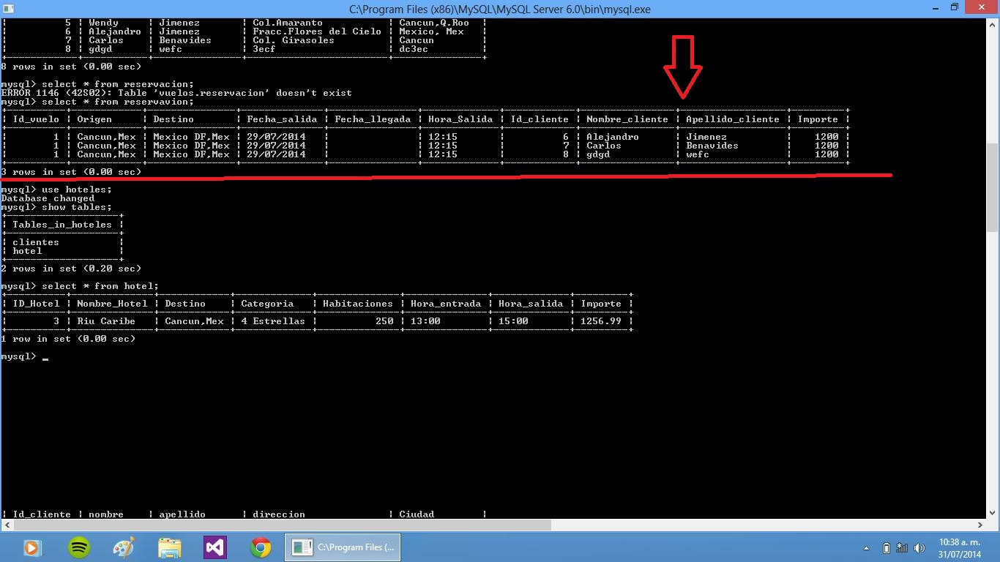 C:\Program Files (x86)\MySQL\MySQL Server 6.0\bin\mysql.exe
¦ 5 ¦ Wendy ¦ Jimenez ¦ Col.Amaranto ¦ Cancun,Q.Roo ¦
¦ 6 ¦ Alejandro ¦ Jimenez ¦ Fracc.Flores del Cielo ¦ Mexico, Mex ¦
¦ 7 ¦ Carlos ¦ Benavides ¦ Col. Girasoles ¦ Cancun ¦
¦ 8 ¦ gdgd ¦ wefc ¦ 3ecf ¦ dc3ec ¦
8 rows in set (0.00 sec)
mysql> select * from reservacion;
ERROR 1146 (42S02): Table 'vuelos.reservacion' doesn't exist
mysql> select * from reservavion;
¦ Id_vuelo ¦ Origen ¦ Destino ¦ Fecha_salida ¦ Fecha_llegada ¦ Hora_Salida ¦ Id_cliente ¦ Nombre_cliente ¦ Apellido_cliente ¦ Importe ¦
¦ 1 ¦ Cancun,Mex ¦ Mexico DF,Mex ¦ 29/07/2014 ¦ ¦ 12:15 ¦ 6 ¦ Alejandro ¦ Jimenez ¦ 1200 ¦
¦ 1 ¦ Cancun,Mex ¦ Mexico DF,Mex ¦ 29/07/2014 ¦ ¦ 12:15 ¦ 7 ¦ Carlos ¦ Benavides ¦ 1200 ¦
¦ 1 ¦ Cancun,Mex ¦ Mexico DF,Mex ¦ 29/07/2014 ¦ ¦ 12:15 ¦ 8 ¦ gdgd ¦ wefc ¦ 1200 ¦
3 rows in set (0.00 sec)
mysql> use hoteles;
Database changed
mysql> show tables;
¦ Tables_in_hoteles ¦
¦ clientes ¦
¦ hotel ¦
2 rows in set (0.20 sec)
mysql> select * from hotel;
¦ ID_Hotel ¦ Nombre_Hotel ¦ Destino ¦ Categoria ¦ Habitaciones ¦ Hora_entrada ¦ Hora_salida ¦ Importe ¦
¦ 3 ¦ Riu Caribe ¦ Cancun,Mex ¦ 4 Estrellas ¦ 250 ¦ 13:00 ¦ 15:00 ¦ 1256.99 ¦
1 row in set (0.00 sec)
mysql> _
¦ Id_cliente ¦ nombre ¦ apellido ¦ direccion ¦ Ciudad ¦
C:\Program Files (...
10:38 a. m.
31/07/2014